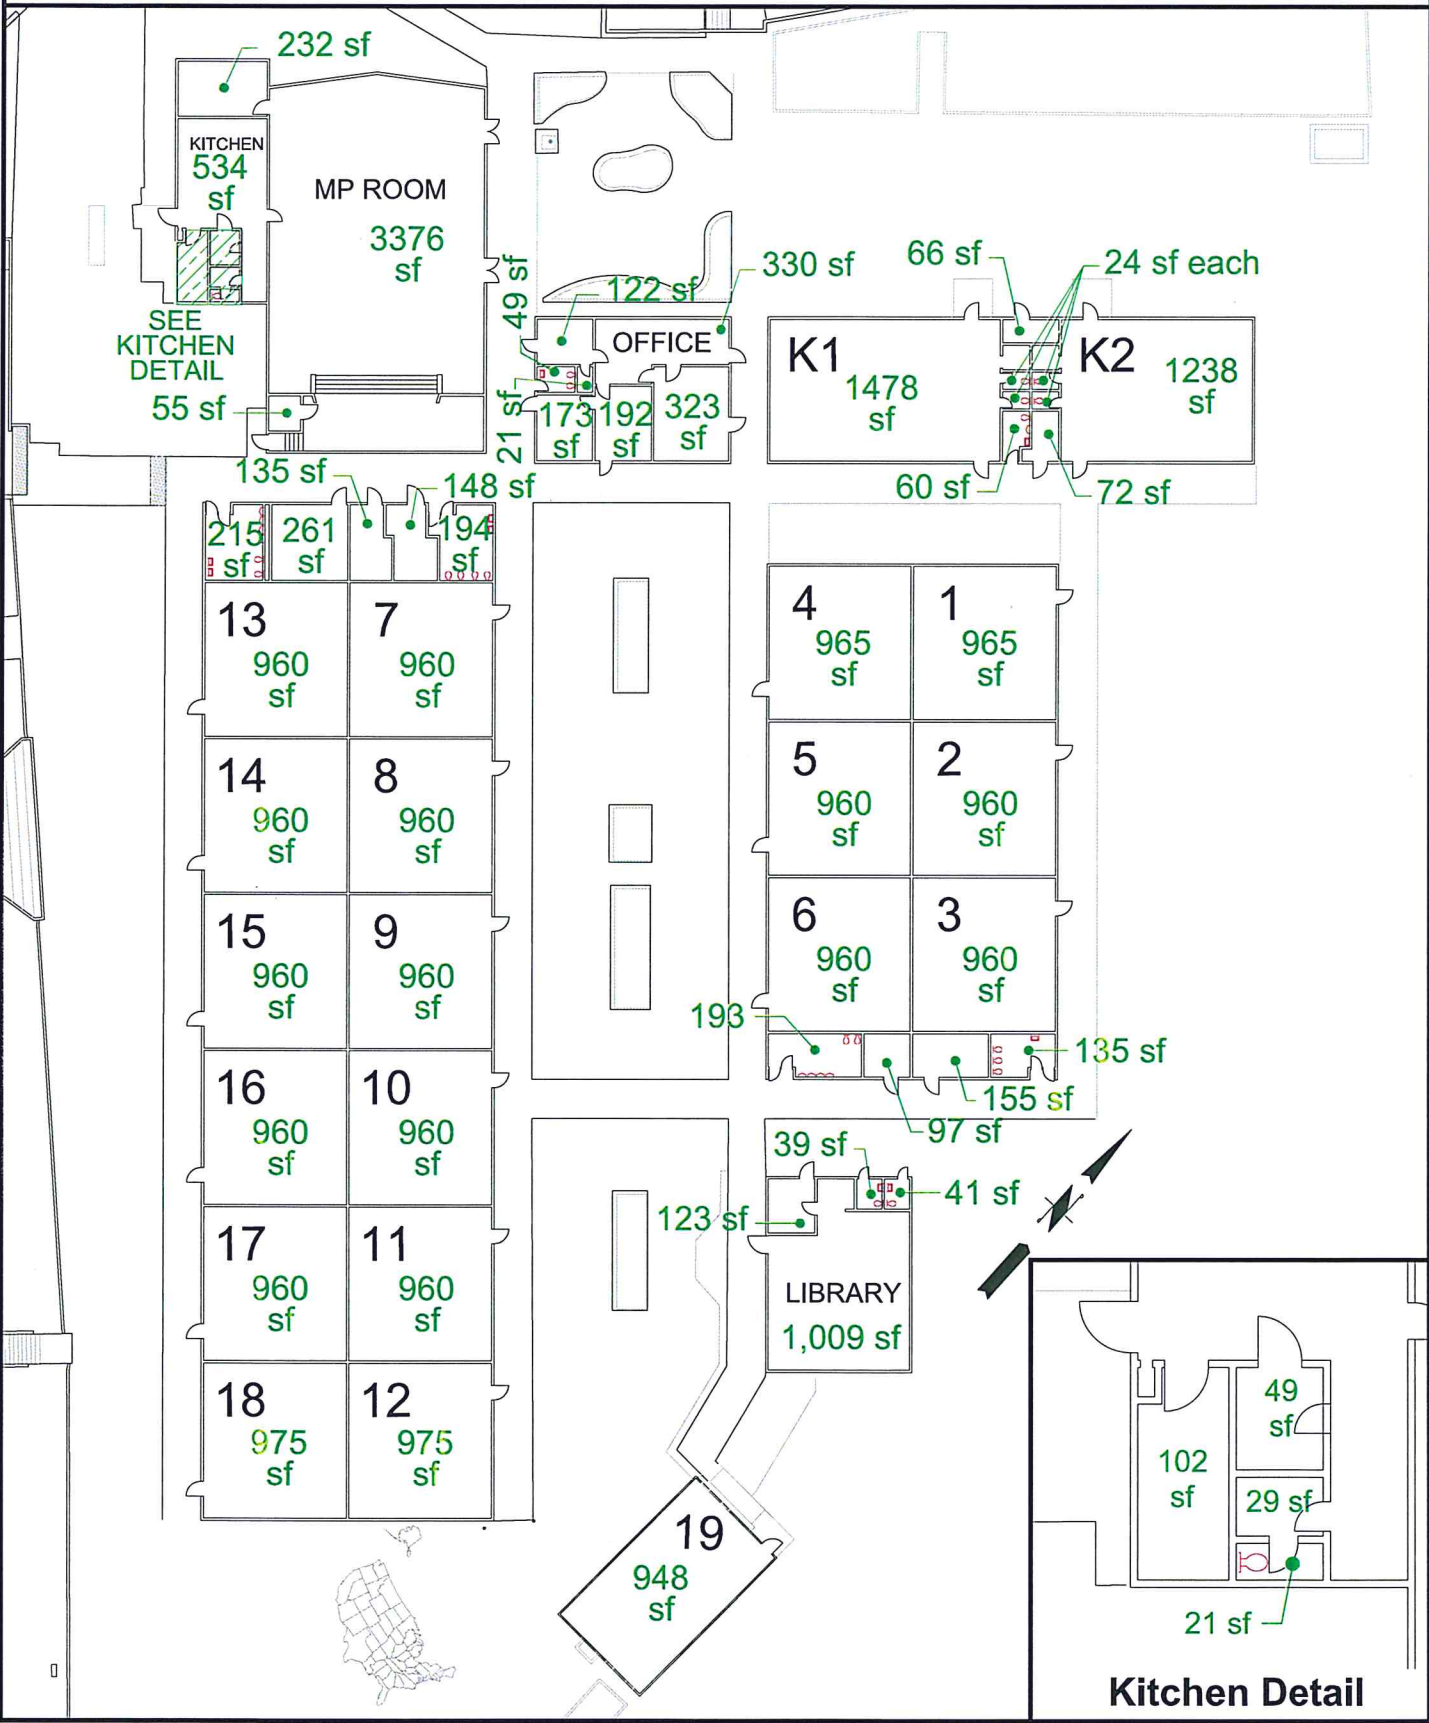 232 sf
KITCHEN
534
sf
MP ROOM
3376
sf
SEE
KITCHEN
DETAIL
55 sf
49 sf
122 sf
330 sf
OFFICE
21 sf
173
sf
192
sf
323
sf
66 sf
24 sf each
K1
1478
sf
K2
1238
sf
60 sf
72 sf
135 sf
148 sf
215
sf
261
sf
194
sf
13
960
sf
7
960
sf
14
960
sf
8
960
sf
15
960
sf
9
960
sf
16
960
sf
10
960
sf
17
960
sf
11
960
sf
18
975
sf
12
975
sf
4
965
sf
1
965
sf
5
960
sf
2
960
sf
6
960
sf
3
960
sf
193
135 sf
155 sf
97 sf
39 sf
41 sf
123 sf
LIBRARY
1,009 sf
19
948
sf
49
sf
102
sf
29 sf
21 sf
Kitchen Detail